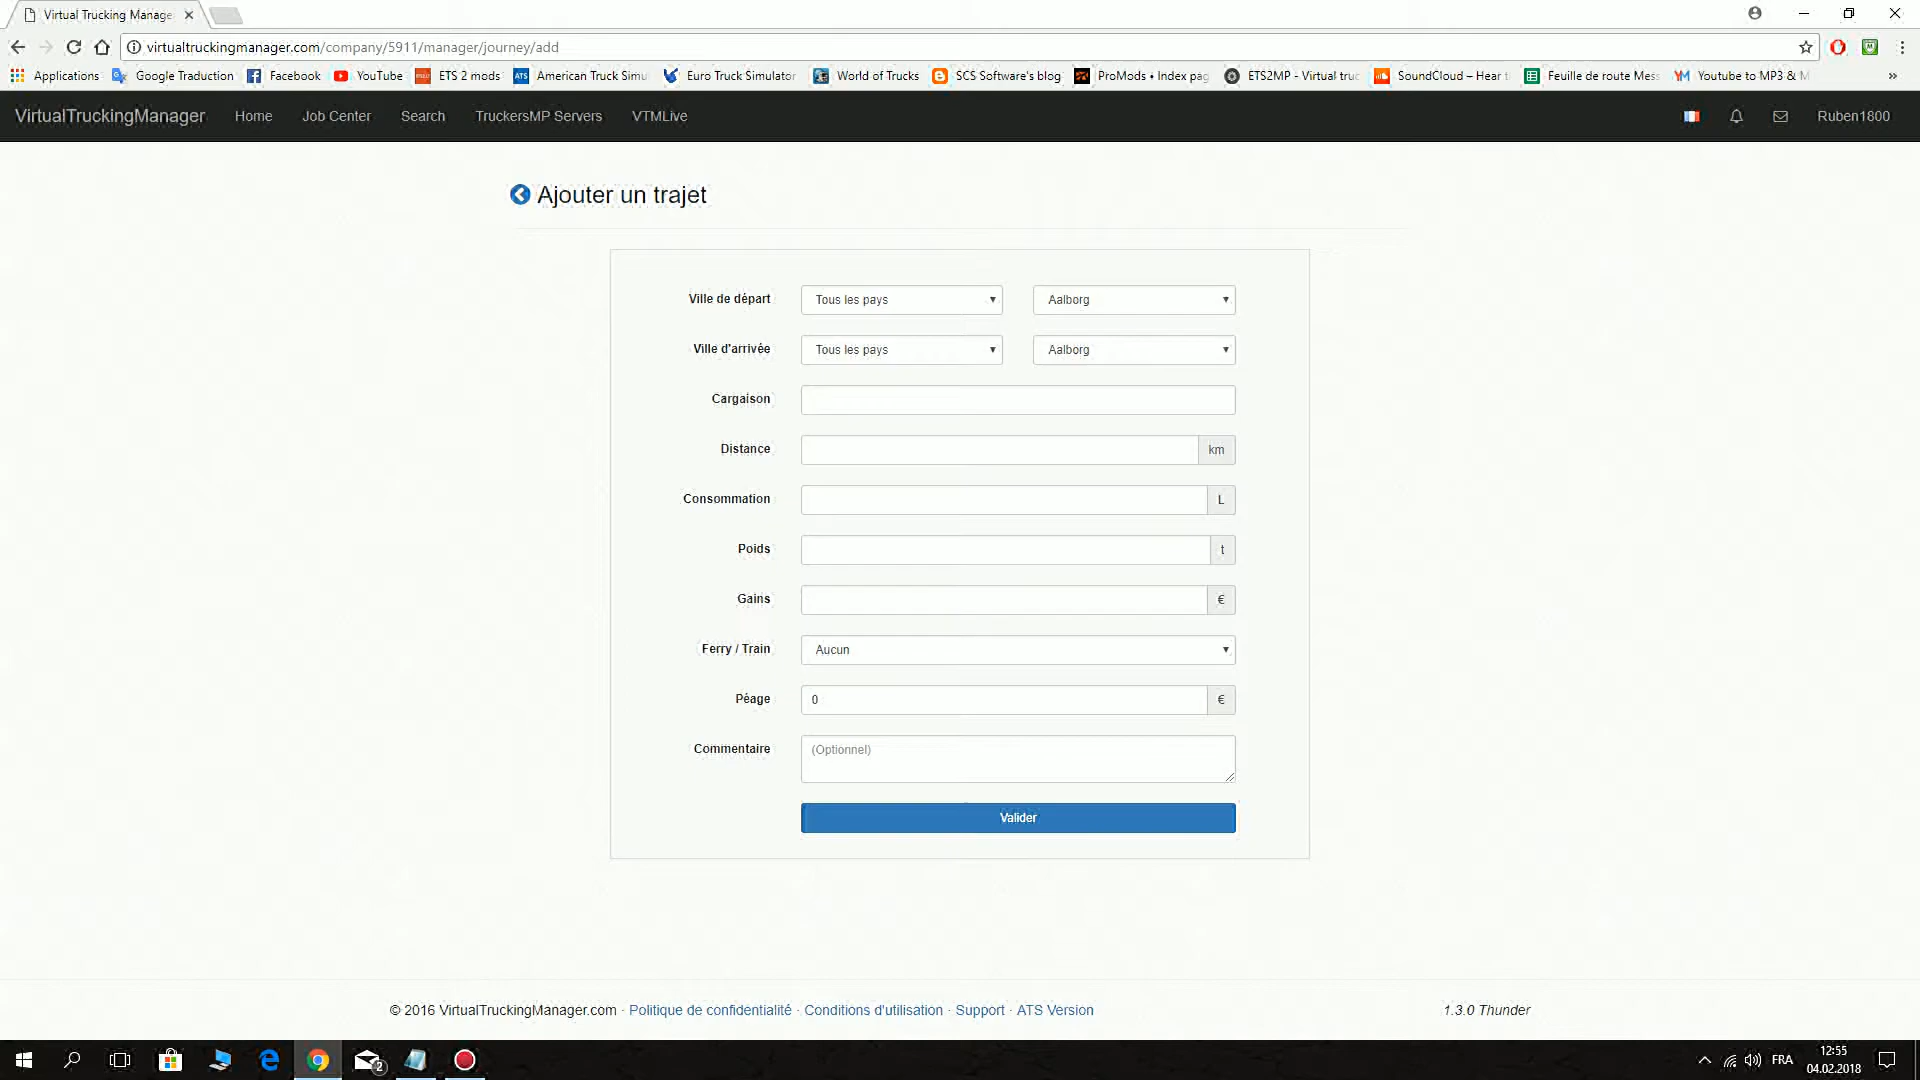 Virtual Trucking Manage
virtualtruckingmanager.com/company/5911/manager/journey/add
Applications Google Traduction Facebook YouTube ETS 2 mods American Truck Simu Euro Truck Simulator World of Trucks SCS Software's blog ProMods • Index pag ETS2MP - Virtual truc SoundCloud – Hear t Feuille de route Mess Youtube to MP3 & M »
VirtualTruckingManager Home Job Center Search TruckersMP Servers VTMLive Ruben1800
Ajouter un trajet
Ville de départ Tous les pays Aalborg
Ville d'arrivée Tous les pays Aalborg
Cargaison
Distance km
Consommation L
Poids t
Gains €
Ferry / Train Aucun
Péage 0 €
Commentaire (Optionnel)
Valider
© 2016 VirtualTruckingManager.com · Politique de confidentialité · Conditions d'utilisation · Support · ATS Version 1.3.0 Thunder
2 FRA 12:55
04.02.2018